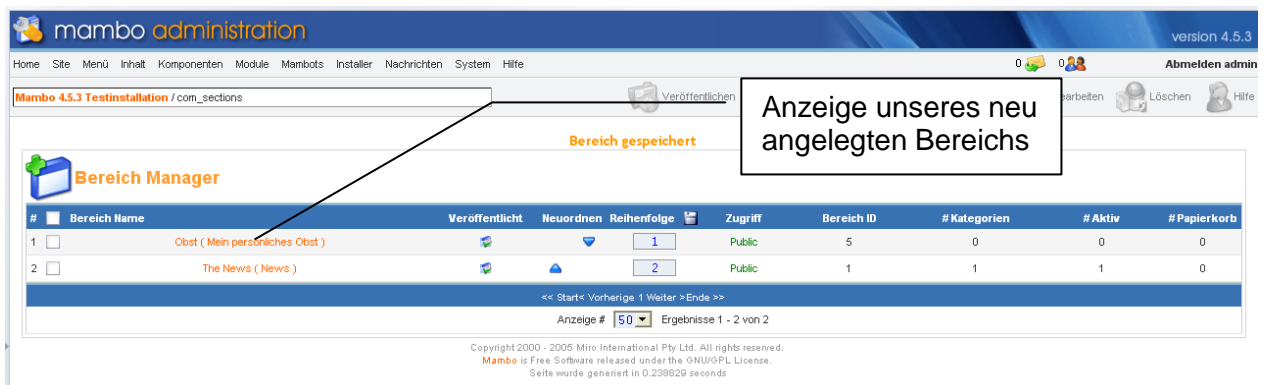 mambo administration
version 4.5.3
Home Site Menü Inhalt Komponenten Module Mambots Installer Nachrichten System Hilfe 0 0 Abmelden admin
Mambo 4.5.3 Testinstallation / com_sections
Veröffentlichen
Löschen Hilfe
Anzeige unseres neu
angelegten Bereichs
Bereich gespeichert
Bereich Manager
# Bereich Name Veröffentlicht Neuordnen Reihenfolge Zugriff Bereich ID # Kategorien # Aktiv # Papierkorb
1 Obst ( Mein persönliches Obst ) 1 Public 5 0 0 0
2 The News ( News ) 2 Public 1 1 1 0
<< Start< Vorherige 1 Weiter >Ende >>
Anzeige # 50 Ergebnisse 1 - 2 von 2
Copyright 2000 - 2005 Miro International Pty Ltd. All rights reserved.
Mambo is Free Software released under the GNU/GPL License.
Seite wurde generiert in 0.238829 seconds